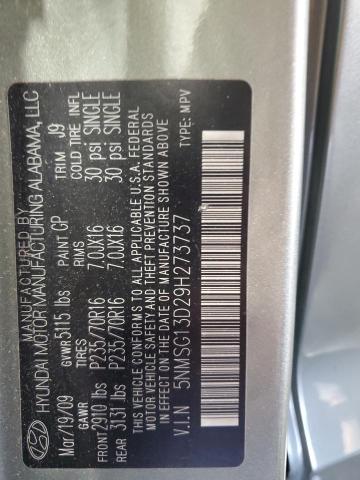 MANUFACTURED BY
HYUNDAI MOTOR MANUFACTURING ALABAMA, LLC
Mar/19/09 GVWR 5115 lbs PAINT GP TRIM J9
GAWR TIRES RIMS COLD TIRE INFL
FRONT 2910 lbs P235/70R16 7.0JX16 30 psi SINGLE
REAR 3131 lbs P235/70R16 7.0JX16 30 psi SINGLE
THIS VEHICLE CONFORMS TO ALL APPLICABLE U.S.A. FEDERAL
MOTOR VEHICLE SAFETY AND THEFT PREVENTION STANDARDS
IN EFFECT ON THE DATE OF MANUFACTURE SHOWN ABOVE.
V.I.N 5NMSG13D29H273737 TYPE: MPV